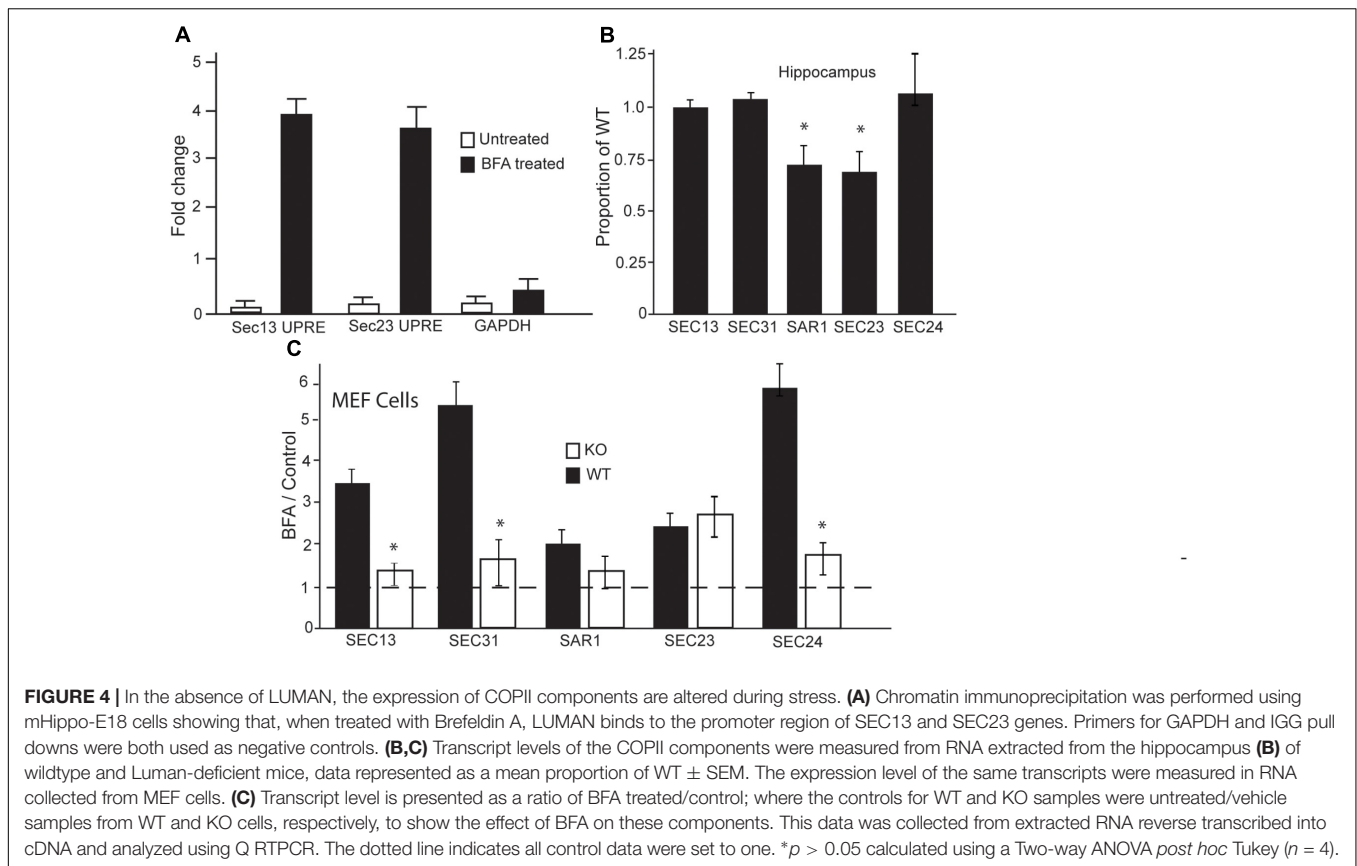 A
5
4
3
2
1
0
Fold change
Untreated
BFA treated
Sec13 UPRE
Sec23 UPRE
GAPDH
B
1.25
1.0
0.75
0.5
0.25
0
Proportion of WT
Hippocampus
*
*
SEC13
SEC31
SAR1
SEC23
SEC24
C
6
5
4
3
2
1
0
BFA / Control
MEF Cells
KO
WT
*
*
*
SEC13
SEC31
SAR1
SEC23
SEC24
-
FIGURE 4 | In the absence of LUMAN, the expression of COPII components are altered during stress. (A) Chromatin immunoprecipitation was performed using
mHippo-E18 cells showing that, when treated with Brefeldin A, LUMAN binds to the promoter region of SEC13 and SEC23 genes. Primers for GAPDH and IGG pull
downs were both used as negative controls. (B,C) Transcript levels of the COPII components were measured from RNA extracted from the hippocampus (B) of
wildtype and Luman-deficient mice, data represented as a mean proportion of WT ± SEM. The expression level of the same transcripts were measured in RNA
collected from MEF cells. (C) Transcript level is presented as a ratio of BFA treated/control; where the controls for WT and KO samples were untreated/vehicle
samples from WT and KO cells, respectively, to show the effect of BFA on these components. This data was collected from extracted RNA reverse transcribed into
cDNA and analyzed using Q RTPCR. The dotted line indicates all control data were set to one. *p > 0.05 calculated using a Two-way ANOVA post hoc Tukey (n = 4).